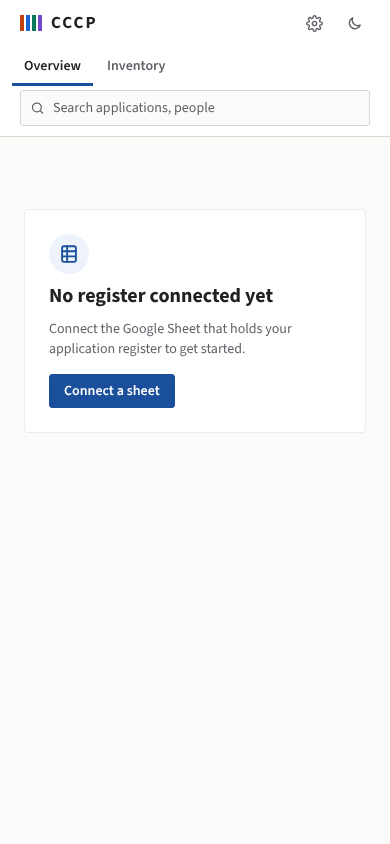 CCCP
Overview Inventory
Search applications, people
No register connected yet
Connect the Google Sheet that holds your
application register to get started.
Connect a sheet